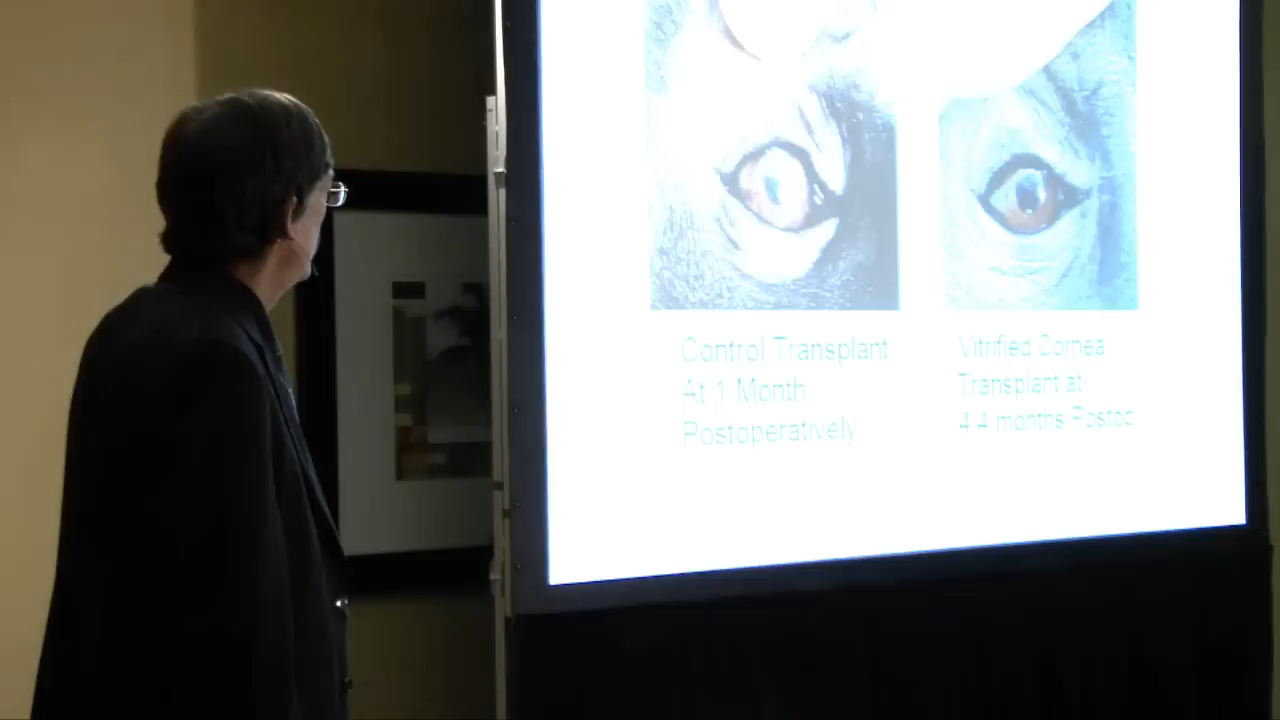 Control Transplant
At 1 Month
Postoperatively
Vitrified Cornea
Transplant at
4.4 months Postop